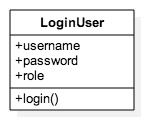 LoginUser
+username
+password
+role
+login()